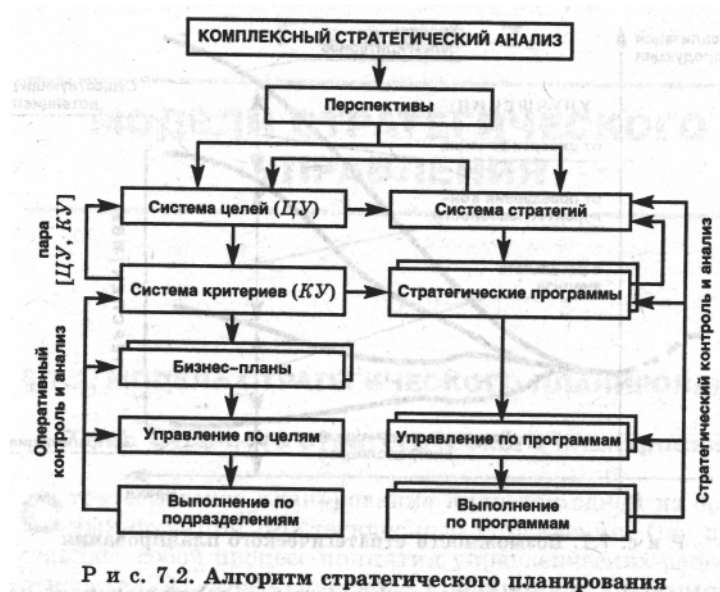 КОМПЛЕКСНЫЙ СТРАТЕГИЧЕСКИЙ АНАЛИЗ
Перспективы
Система целей (ЦУ)
Система стратегий
пара
[ЦУ, КУ]
Система критериев (КУ)
Стратегические программы
Бизнес-планы
Оперативный
контроль и анализ
Стратегический контроль и анализ
Управление по целям
Управление по программам
Выполнение по
подразделениям
Выполнение
по программам
Р и с. 7.2. Алгоритм стратегического планирования